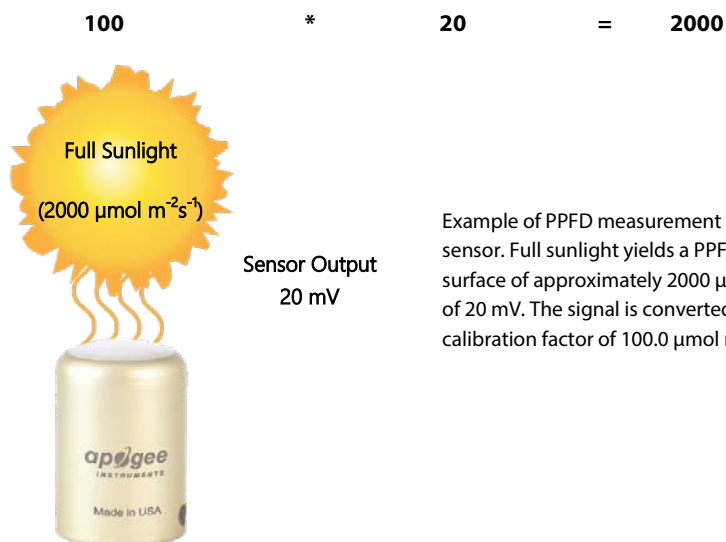 100 * 20 = 2000
Full Sunlight
(2000 µmol m⁻²s⁻¹)
Sensor Output
20 mV
Example of PPFD measurement
sensor. Full sunlight yields a PPF
surface of approximately 2000 µ
of 20 mV. The signal is converted
calibration factor of 100.0 µmol
apogee
INSTRUMENTS
Made in USA